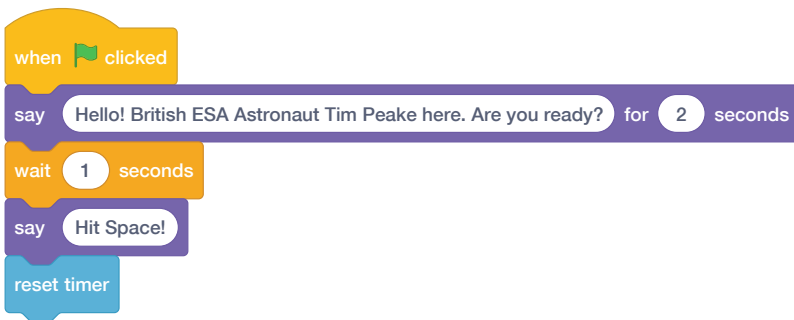 when clicked
say Hello! British ESA Astronaut Tim Peake here. Are you ready? for 2 seconds
wait 1 seconds
say Hit Space!
reset timer